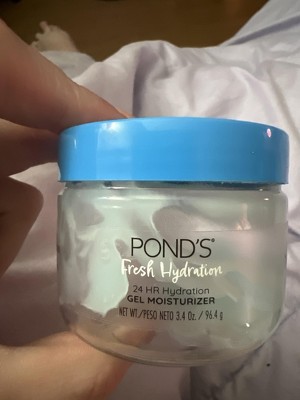 POND'S®
Fresh Hydration
24 HR Hydration
GEL MOISTURIZER
NET WT./PESO NETO 3.4 Oz. / 96.4 g